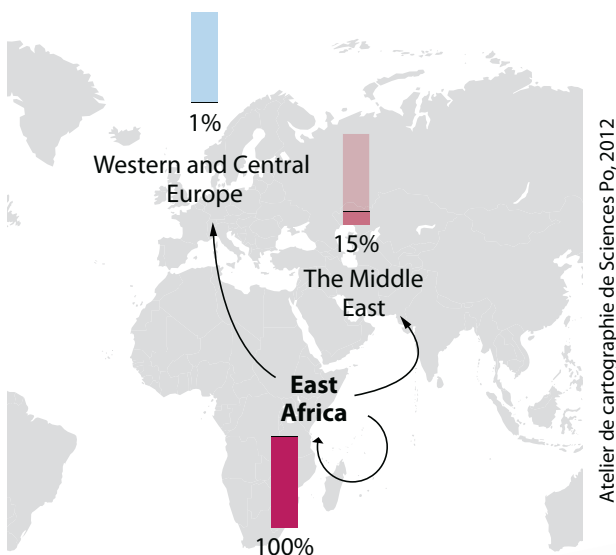 1%
Western and Central
Europe
15%
The Middle
East
East
Africa
100%
Atelier de cartographie de Sciences Po, 2012